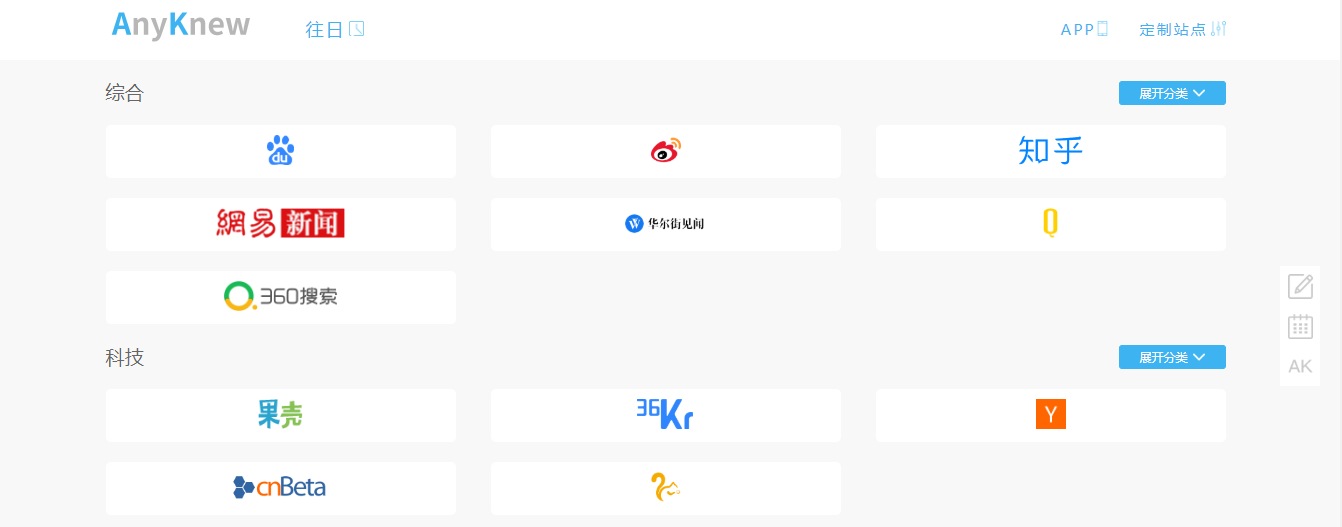 AnyKnew
往日
APP
定制站点
综合
展开分类
du
知乎
網易新闻
W 华尔街见闻
Q
360搜索
AK
科技
展开分类
果壳
36Kr
Y
cnBeta